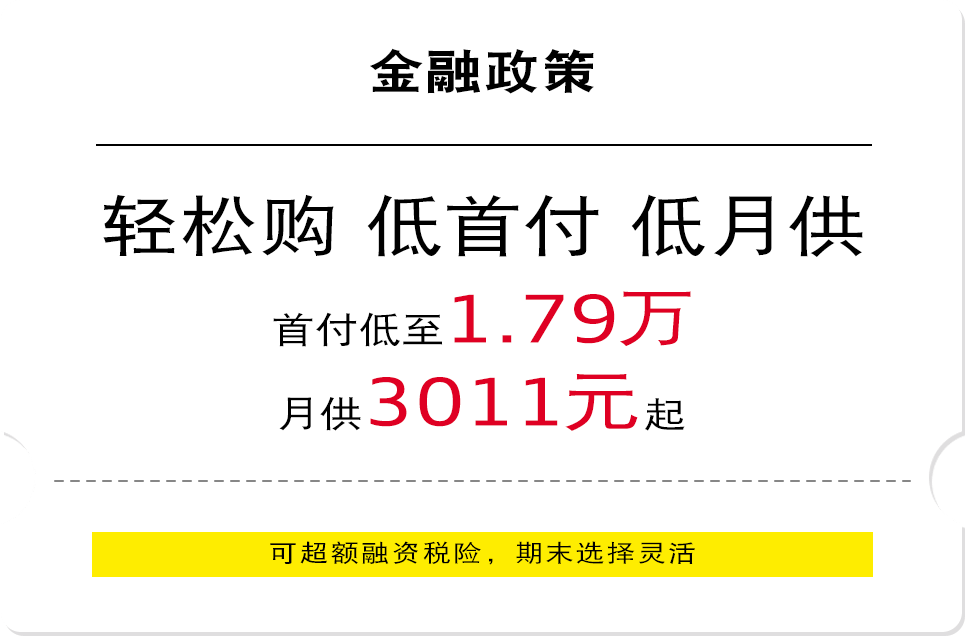 金融政策
轻松购 低首付 低月供
首付低至1.79万
月供3011元起
可超额融资税险，期末选择灵活